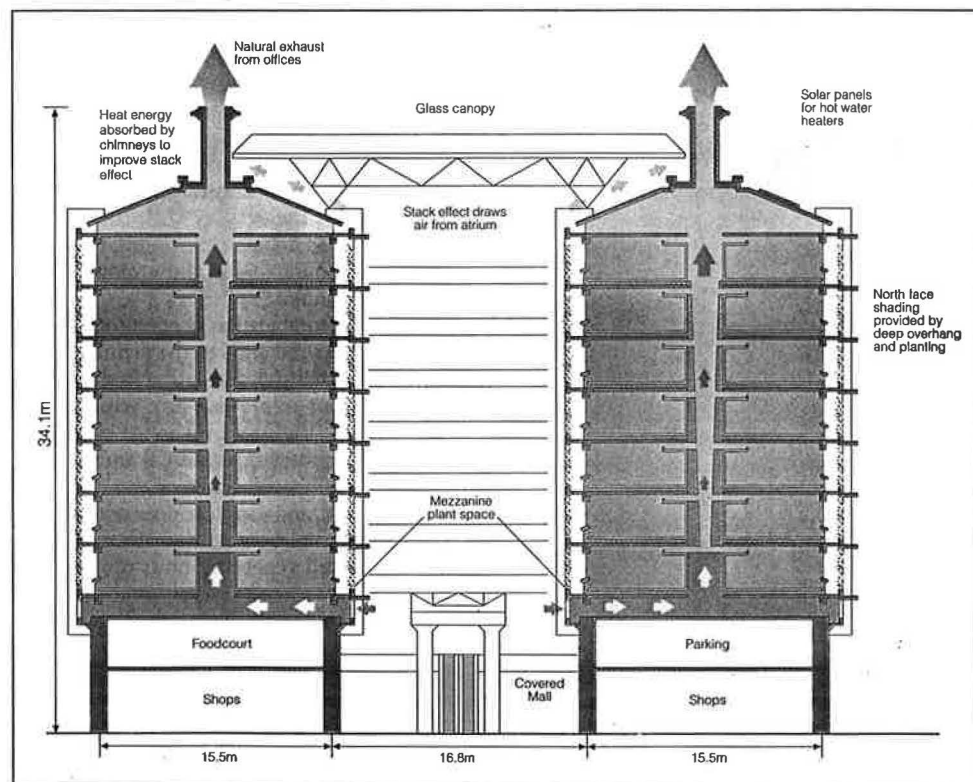 Natural exhaust
from offices
Heat energy
absorbed by
chimneys to
improve stack
effect
Glass canopy
Solar panels
for hot water
heaters
Stack effect draws
air from atrium
North face
shading
provided by
deep overhang
and planting
34.1m
Mezzanine
plant space
Foodcourt
Parking
Shops
Covered
Mall
Shops
15.5m
16.8m
15.5m